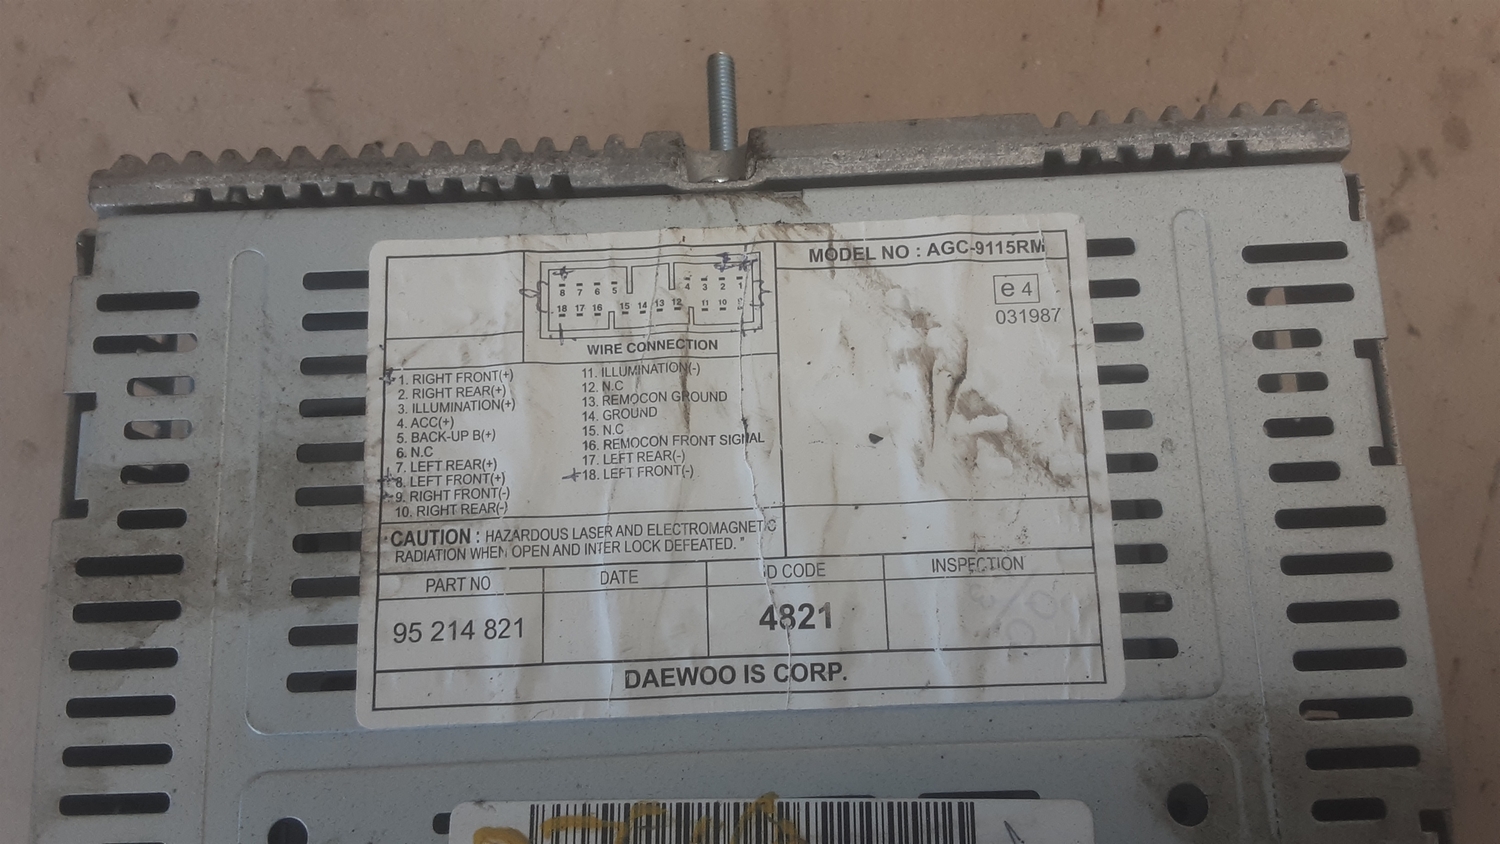 MODEL NO : AGC-9115RM
e 4
031987
8 7 6 5 4 3 2 1
18 17 16 15 14 13 12 11 10 9
WIRE CONNECTION
1. RIGHT FRONT(+)
2. RIGHT REAR(+)
3. ILLUMINATION(+)
4. ACC(+)
5. BACK-UP B(+)
6. N.C
7. LEFT REAR(+)
8. LEFT FRONT(+)
9. RIGHT FRONT(-)
10. RIGHT REAR(-)
11. ILLUMINATION(-)
12. N.C
13. REMOCON GROUND
14. GROUND
15. N.C
16. REMOCON FRONT SIGNAL
17. LEFT REAR(-)
18. LEFT FRONT(-)
CAUTION : HAZARDOUS LASER AND ELECTROMAGNETIC
RADIATION WHEN OPEN AND INTER LOCK DEFEATED. "
PART NO DATE ID CODE INSPECTION
95 214 821 4821
DAEWOO IS CORP.